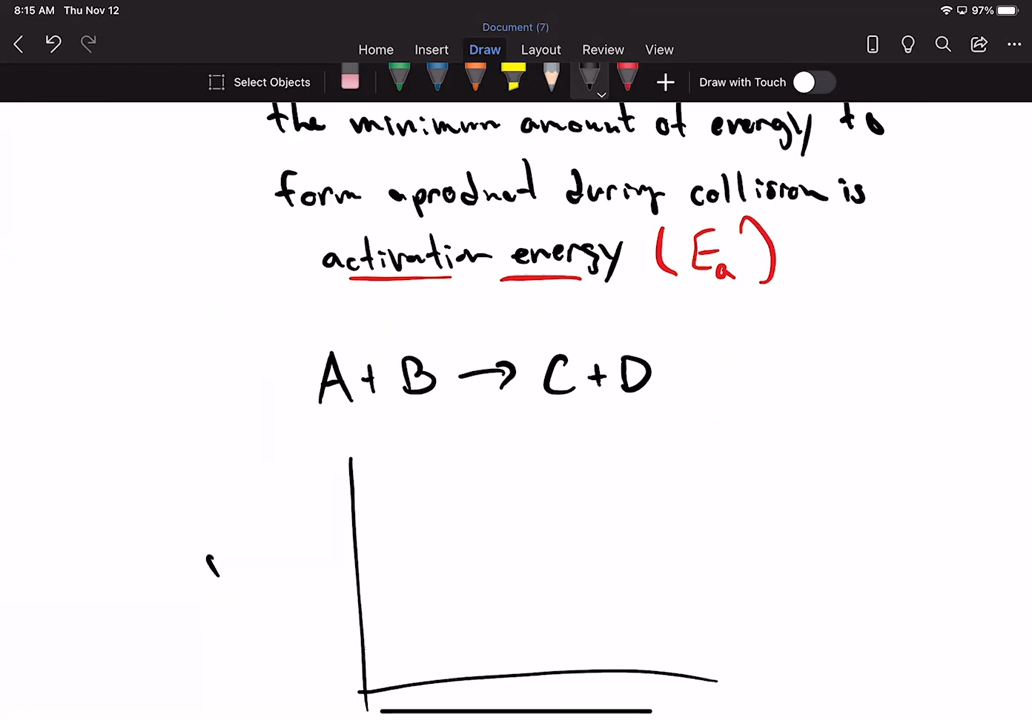 8:15 AM Thu Nov 12 97%
Document (7)
Home Insert Draw Layout Review View
Select Objects Draw with Touch
the minimum amount of energy to
form a product during collision is
activation energy (Ea)
A + B → C + D